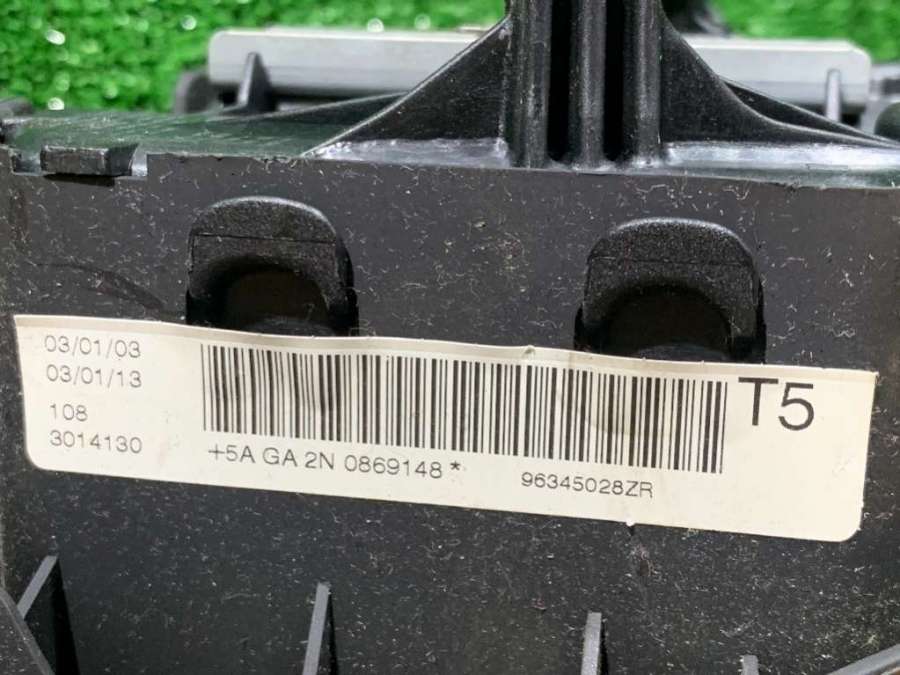 03/01/03
03/01/13
108
3014130
+5A GA 2N 0869148 *
96345028ZR
T5